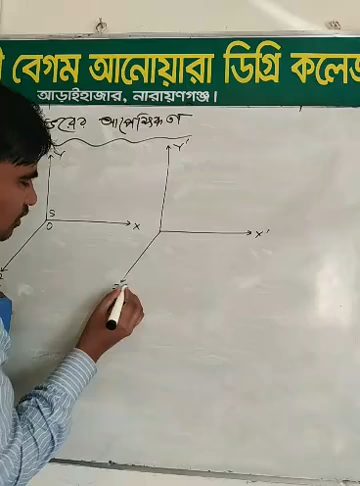 বেগম আনোয়ারা ডিগ্রি কলেজ
আড়াইহাজার, নারায়ণগঞ্জ।
আপেক্ষিকতা
Y
Y'
S
O
X
X'